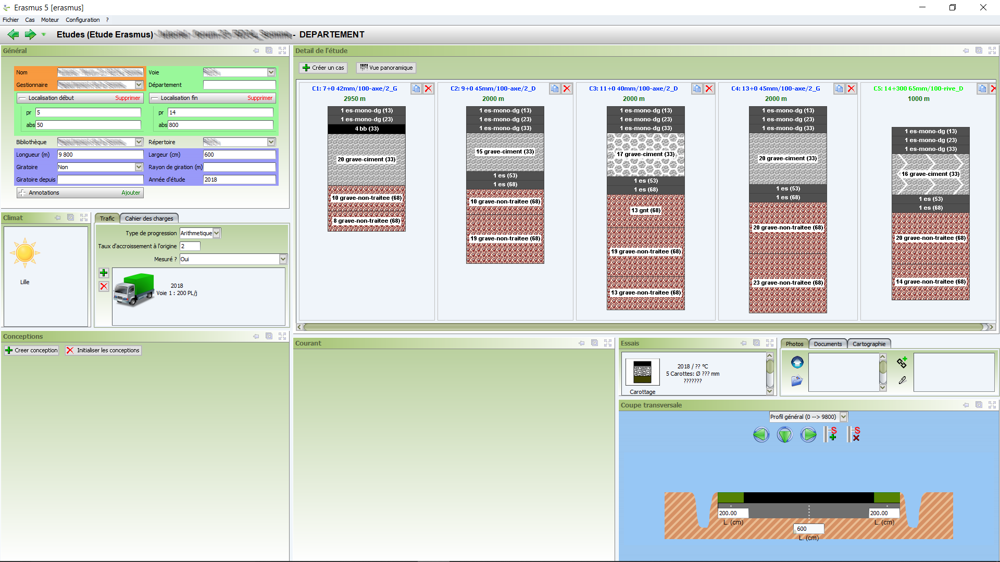 Erasmus 5 [erasmus]
Fichier Cas Moteur Configuration ?
Etudes (Etude Erasmus) - DEPARTEMENT
Général
Nom
Voie
Gestionnaire
Département
Localisation début Supprimer
Localisation fin Supprimer
pr 5
pr 14
abs 50
abs 800
Bibliothèque
Répertoire
Longueur (m) 9 800
Largeur (cm) 600
Giratoire Non
Rayon de giration (m)
Giratoire depuis
Année d'étude 2018
Annotations Ajouter
Climat
Lille
Trafic
Cahier des charges
Type de progression Arithmetique
Taux d'accroissement à l'origine 2
Mesuré ? Oui
2018
Voie 1 : 200 PL/j
Detail de l'étude
Créer un cas
Vue panoramique
C1: 7+0 42mm/100-axe/2_G
2950 m
1 es-mono-dg (13)
1 es-mono-dg (23)
4 bb (33)
20 grave-ciment (33)
10 grave-non-traitee (68)
8 grave-non-traitee (68)
C2: 9+0 45mm/100-axe/2_D
2000 m
1 es-mono-dg (13)
1 es-mono-dg (23)
1 es-mono-dg (33)
15 grave-ciment (33)
1 es (53)
1 es (68)
10 grave-non-traitee (68)
19 grave-non-traitee (68)
C3: 11+0 40mm/100-axe/2_D
2000 m
1 es-mono-dg (13)
1 es-mono-dg (23)
1 es-mono-dg (33)
17 grave-ciment (33)
1 es (53)
1 es (68)
13 gnt (68)
19 grave-non-traitee (68)
13 grave-non-traitee (68)
C4: 13+0 45mm/100-axe/2_G
2000 m
1 es-mono-dg (13)
1 es-mono-dg (23)
1 es-mono-dg (33)
20 grave-ciment (33)
1 es (53)
1 es (68)
20 grave-non-traitee (68)
23 grave-non-traitee (68)
C5: 14+300 65mm/100-rive_D
1000 m
1 es-mono-dg (13)
1 es-mono-dg (23)
1 es-mono-dg (33)
16 grave-ciment (33)
1 es (53)
1 es (68)
20 grave-non-traitee (68)
14 grave-non-traitee (68)
Conceptions
Creer conception
Initialiser les conceptions
Courant
Essais
2018 / ?? °C
5 Carottes: Ø ??? mm
???????
Carottage
Photos
Documents
Cartographie
Coupe transversale
Profil général (0 --> 9800)
S
S
200.00
200.00
L. (cm)
L. (cm)
600
L. (cm)